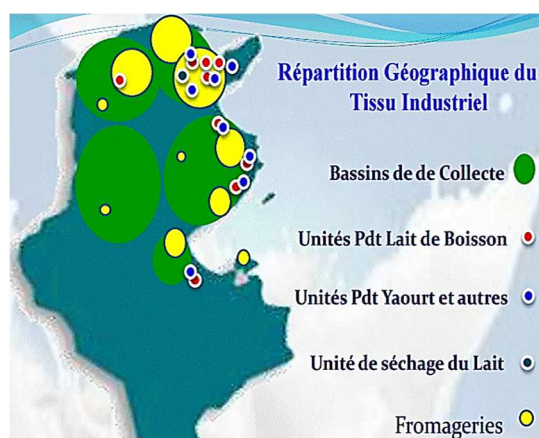 Répartition Géographique du
Tissu Industriel
Bassins de de Collecte
Unités Pdt Lait de Boisson
Unités Pdt Yaourt et autres
Unité de séchage du Lait
Fromageries